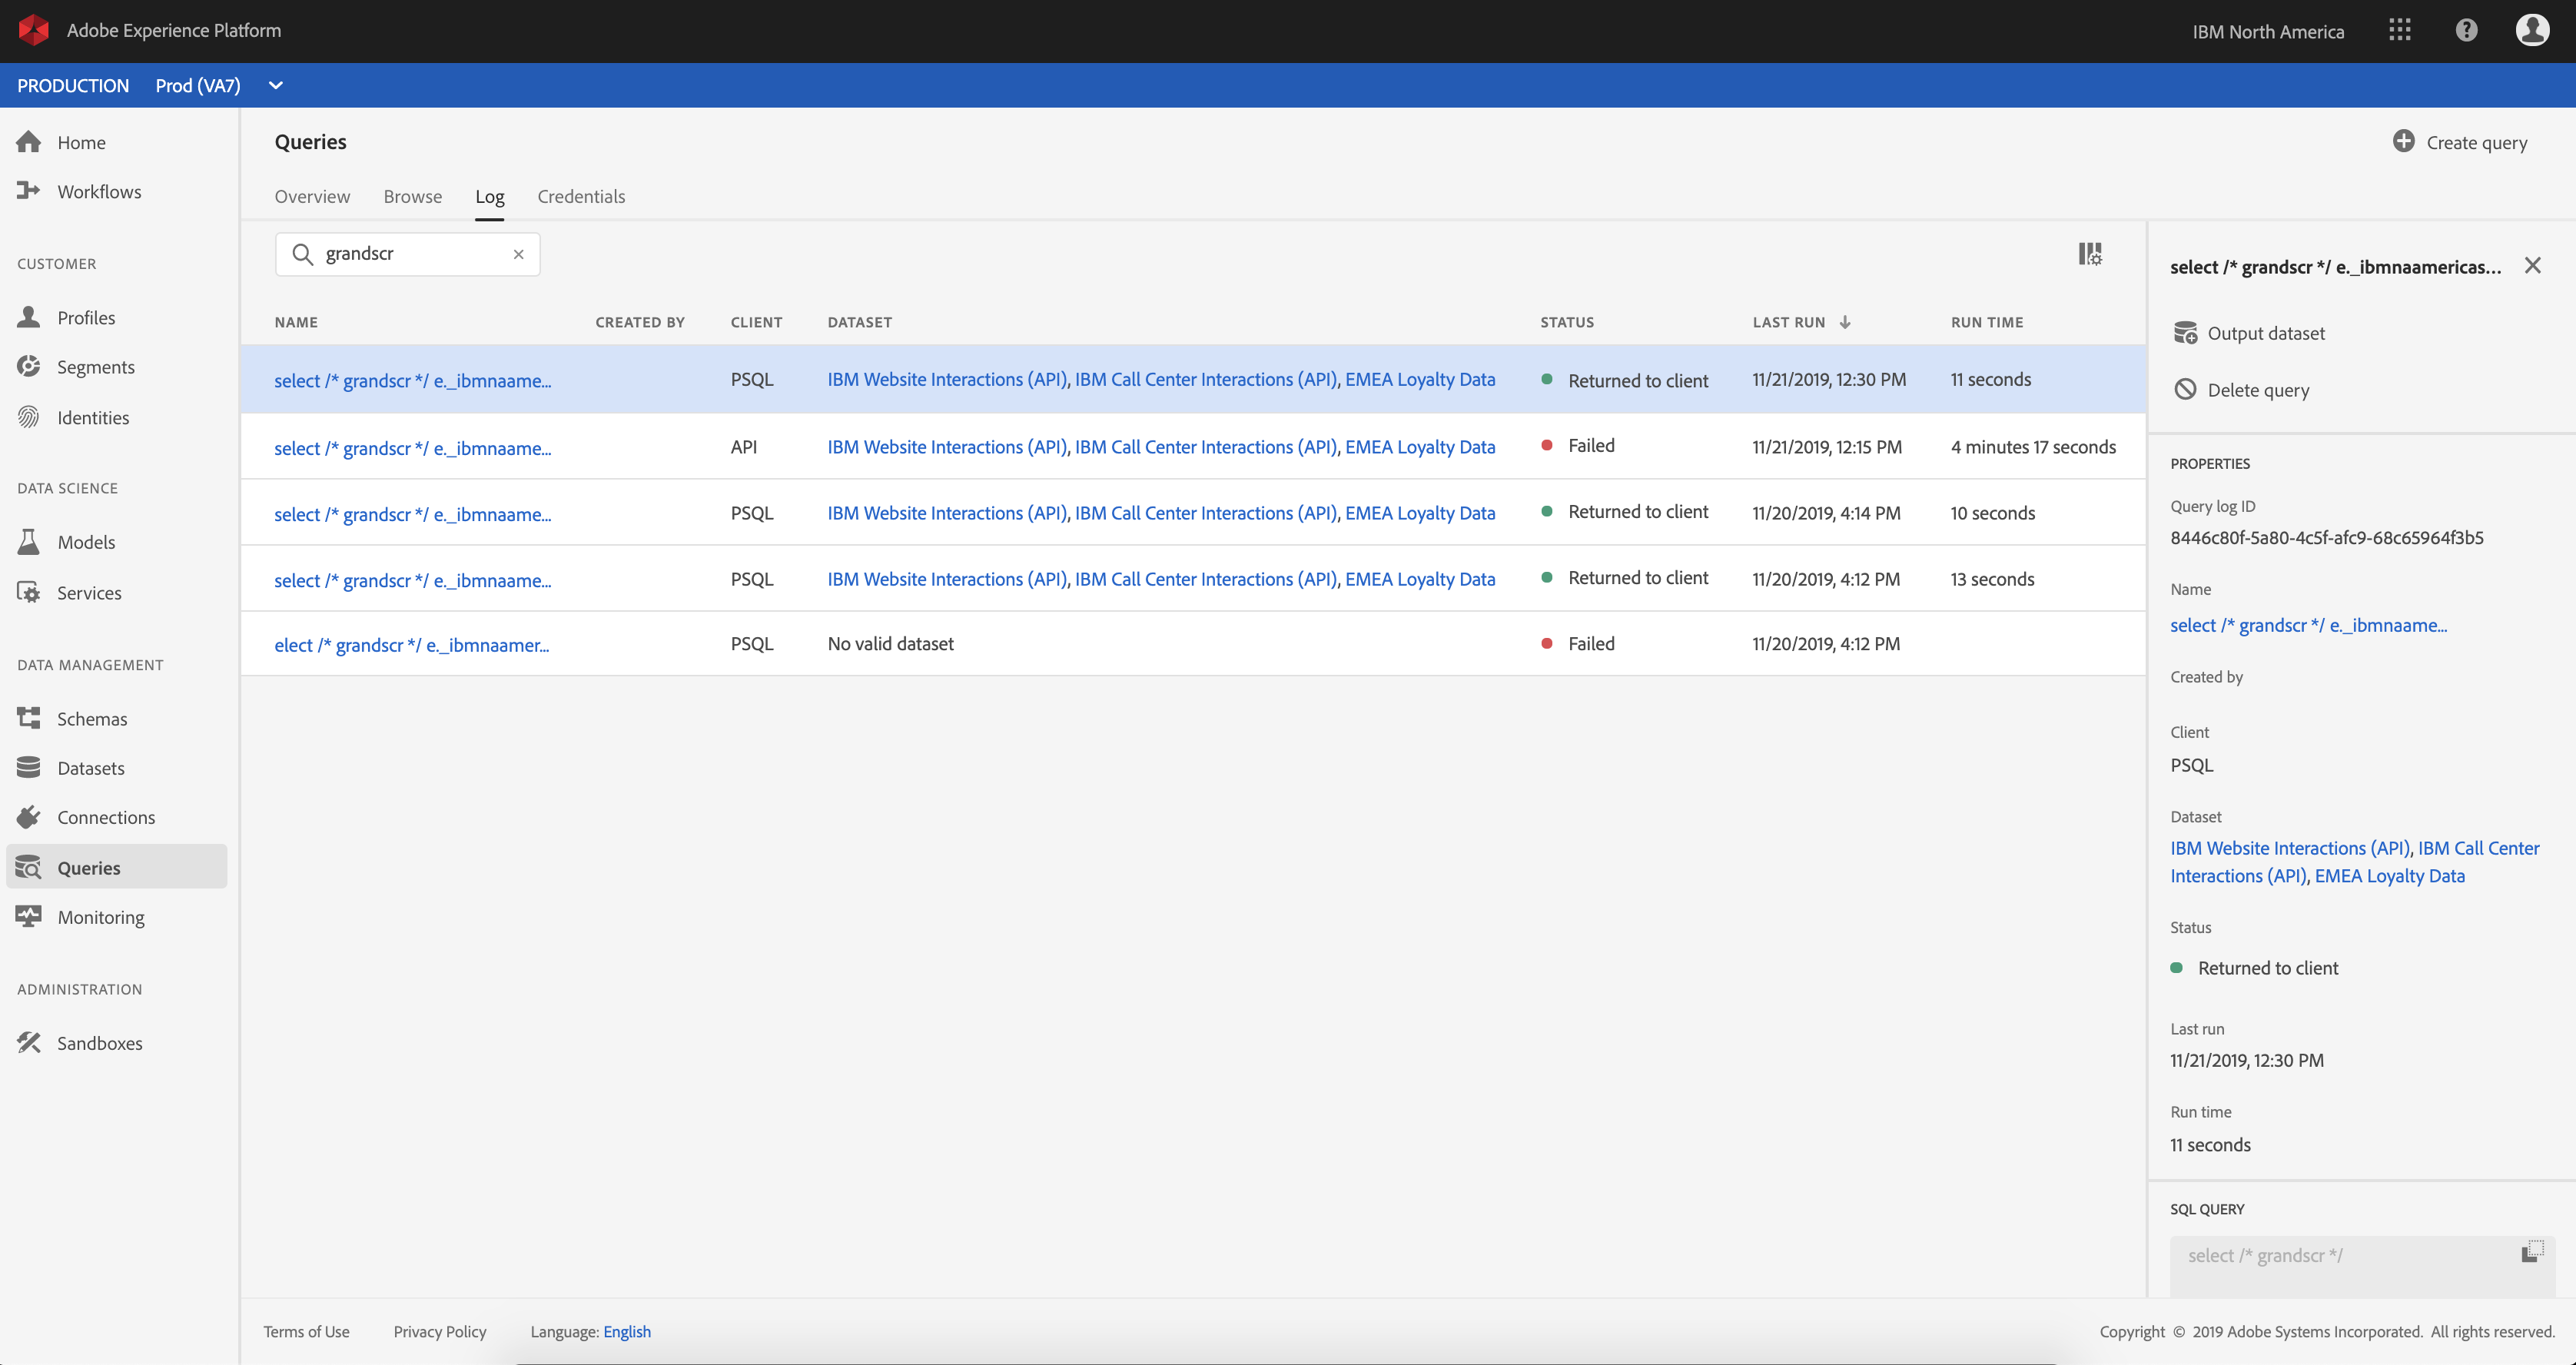 Adobe Experience Platform
IBM North America
PRODUCTION Prod (VA7)
Home
Workflows
CUSTOMER
Profiles
Segments
Identities
DATA SCIENCE
Models
Services
DATA MANAGEMENT
Schemas
Datasets
Connections
Queries
Monitoring
ADMINISTRATION
Sandboxes
Queries
Create query
Overview Browse Log Credentials
grandscr
NAME CREATED BY CLIENT DATASET STATUS LAST RUN RUN TIME
select /* grandscr */ e._ibmnaame... PSQL IBM Website Interactions (API), IBM Call Center Interactions (API), EMEA Loyalty Data Returned to client 11/21/2019, 12:30 PM 11 seconds
select /* grandscr */ e._ibmnaame... API IBM Website Interactions (API), IBM Call Center Interactions (API), EMEA Loyalty Data Failed 11/21/2019, 12:15 PM 4 minutes 17 seconds
select /* grandscr */ e._ibmnaame... PSQL IBM Website Interactions (API), IBM Call Center Interactions (API), EMEA Loyalty Data Returned to client 11/20/2019, 4:14 PM 10 seconds
select /* grandscr */ e._ibmnaame... PSQL IBM Website Interactions (API), IBM Call Center Interactions (API), EMEA Loyalty Data Returned to client 11/20/2019, 4:12 PM 13 seconds
elect /* grandscr */ e._ibmnaamer... PSQL No valid dataset Failed 11/20/2019, 4:12 PM
select /* grandscr */ e._ibmnaamericas...
Output dataset
Delete query
PROPERTIES
Query log ID
8446c80f-5a80-4c5f-afc9-68c65964f3b5
Name
select /* grandscr */ e._ibmnaame...
Created by
Client
PSQL
Dataset
IBM Website Interactions (API), IBM Call Center
Interactions (API), EMEA Loyalty Data
Status
Returned to client
Last run
11/21/2019, 12:30 PM
Run time
11 seconds
SQL QUERY
select /* grandscr */
Terms of Use Privacy Policy Language: English
Copyright © 2019 Adobe Systems Incorporated. All rights reserved.